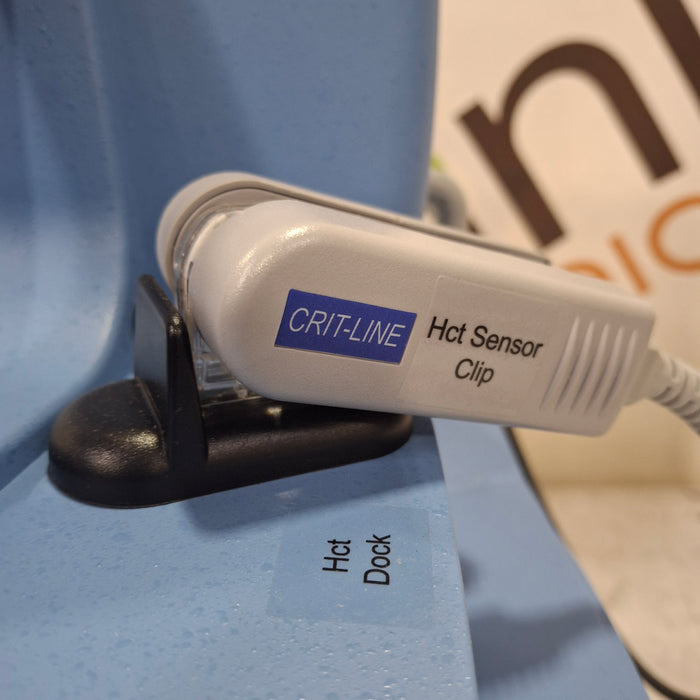 CRIT-LINE
Hct Sensor
Clip
Hct
Dock